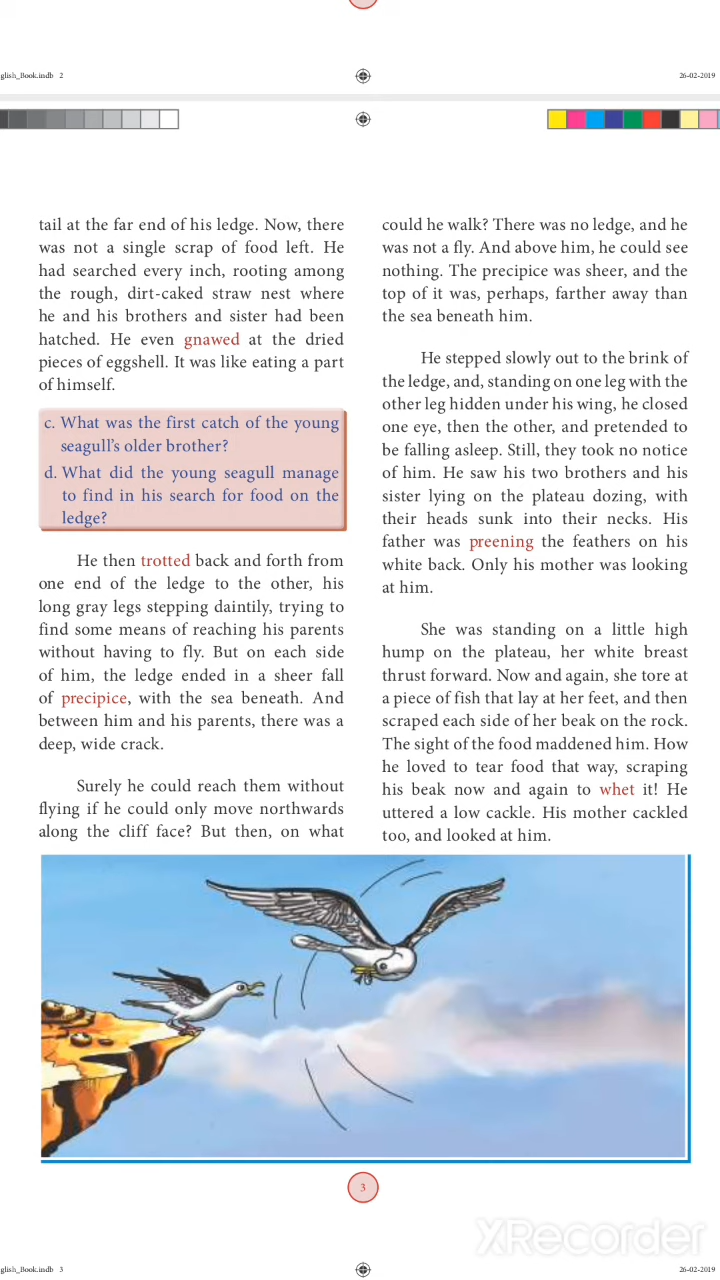 glish_Book.indb 2
26-02-2019
tail at the far end of his ledge. Now, there
was not a single scrap of food left. He
had searched every inch, rooting among
the rough, dirt-caked straw nest where
he and his brothers and sister had been
hatched. He even gnawed at the dried
pieces of eggshell. It was like eating a part
of himself.
c. What was the first catch of the young
seagull's older brother?
d. What did the young seagull manage
to find in his search for food on the
ledge?
He then trotted back and forth from
one end of the ledge to the other, his
long gray legs stepping daintily, trying to
find some means of reaching his parents
without having to fly. But on each side
of him, the ledge ended in a sheer fall
of precipice, with the sea beneath. And
between him and his parents, there was a
deep, wide crack.
Surely he could reach them without
flying if he could only move northwards
along the cliff face? But then, on what
could he walk? There was no ledge, and he
was not a fly. And above him, he could see
nothing. The precipice was sheer, and the
top of it was, perhaps, farther away than
the sea beneath him.
He stepped slowly out to the brink of
the ledge, and, standing on one leg with the
other leg hidden under his wing, he closed
one eye, then the other, and pretended to
be falling asleep. Still, they took no notice
of him. He saw his two brothers and his
sister lying on the plateau dozing, with
their heads sunk into their necks. His
father was preening the feathers on his
white back. Only his mother was looking
at him.
She was standing on a little high
hump on the plateau, her white breast
thrust forward. Now and again, she tore at
a piece of fish that lay at her feet, and then
scraped each side of her beak on the rock.
The sight of the food maddened him. How
he loved to tear food that way, scraping
his beak now and again to whet it! He
uttered a low cackle. His mother cackled
too, and looked at him.
3
XRecorder
glish_Book.indb 3
26-02-2019